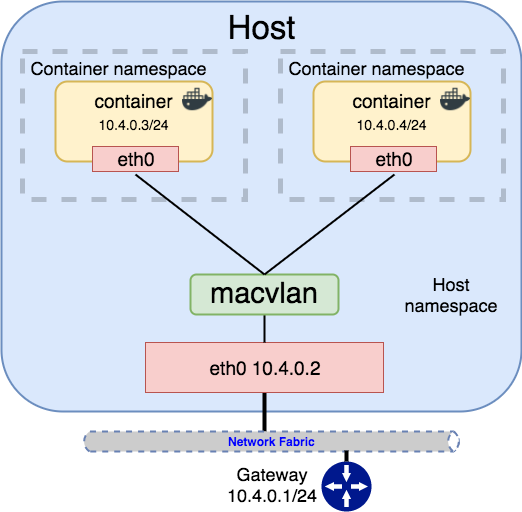 Host
Container namespace
container
10.4.0.3/24
eth0
Container namespace
container
10.4.0.4/24
eth0
macvlan
Host
namespace
eth0 10.4.0.2
Network Fabric
Gateway
10.4.0.1/24